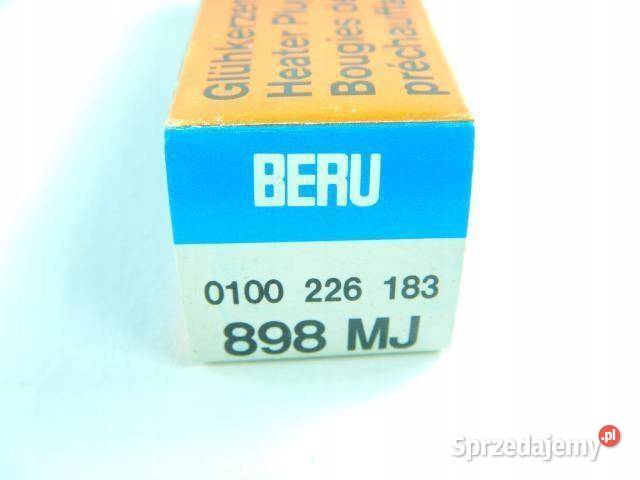 Glühkerzen
Heater Plu
Bougies de
préchauffa
BERU
0100 226 183
898 MJ
Sprzedajemy.pl